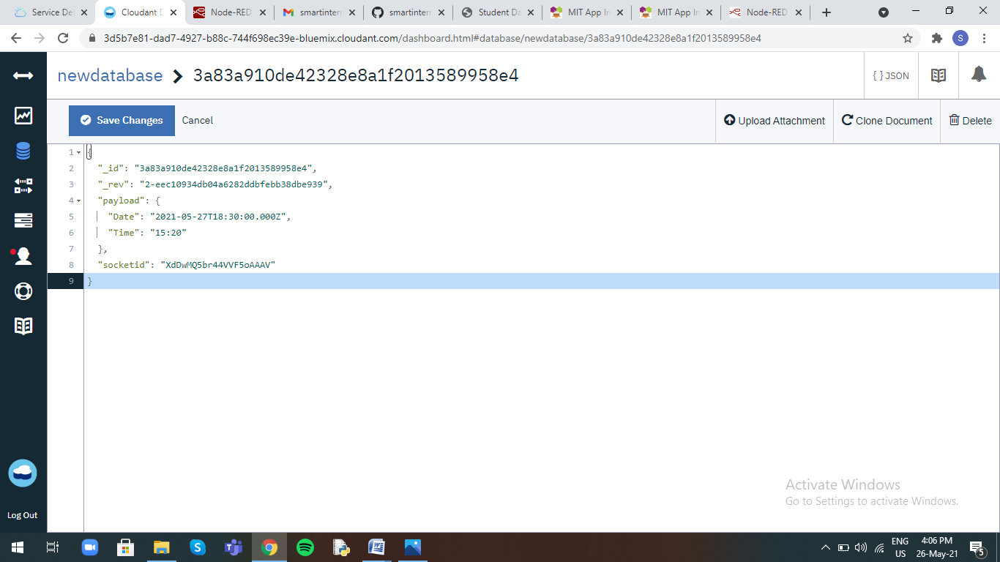 Service De
Cloudant D
Node-RED
smartintern
smartintern
Student Da
MIT App In
MIT App In
Node-RED
3d5b7e81-dad7-4927-b88c-744f698ec39e-bluemix.cloudant.com/dashboard.html#database/newdatabase/3a83a910de42328e8a1f2013589958e4
S
newdatabase > 3a83a910de42328e8a1f2013589958e4
{ } JSON
Save Changes
Cancel
Upload Attachment
Clone Document
Delete
1 {
2 "_id": "3a83a910de42328e8a1f2013589958e4",
3 "_rev": "2-eec10934db04a6282ddbfebb38dbe939",
4 "payload": {
5 "Date": "2021-05-27T18:30:00.000Z",
6 "Time": "15:20"
7 },
8 "socketid": "XdDwMQ5br44VVF5oAAAV"
9 }
Activate Windows
Go to Settings to activate Windows.
Log Out
ENG
US
4:06 PM
26-May-21
5